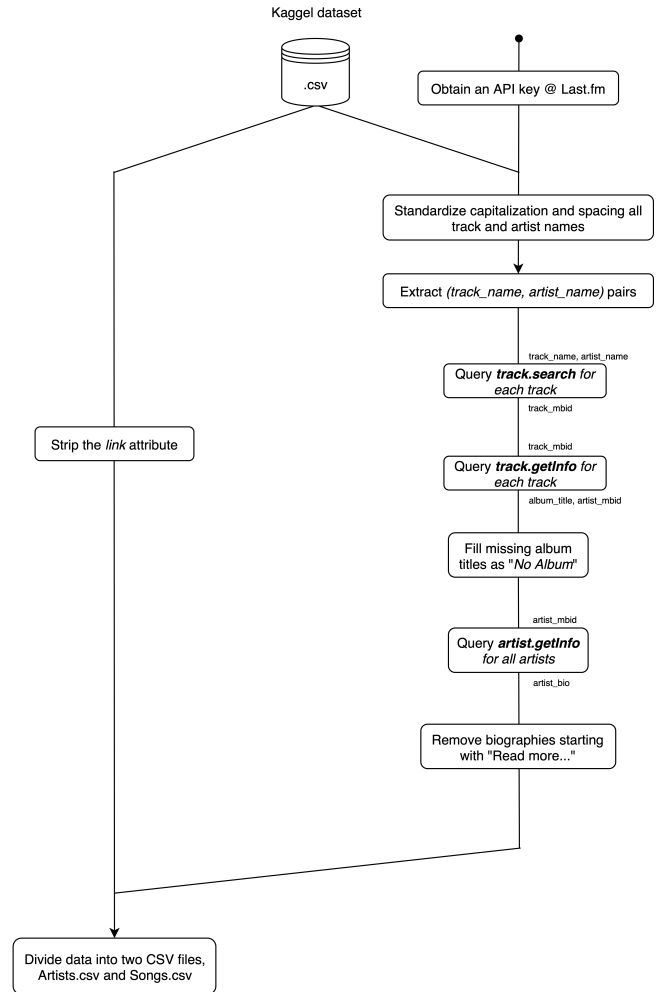 Kaggel dataset
.csv
Obtain an API key @ Last.fm
Standardize capitalization and spacing all
track and artist names
Extract (track_name, artist_name) pairs
track_name, artist_name
Query track.search for
each track
track_mbid
Strip the link attribute
track_mbid
Query track.getInfo for
each track
album_title, artist_mbid
Fill missing album
titles as "No Album"
artist_mbid
Query artist.getInfo
for all artists
artist_bio
Remove biographies starting
with "Read more..."
Divide data into two CSV files,
Artists.csv and Songs.csv